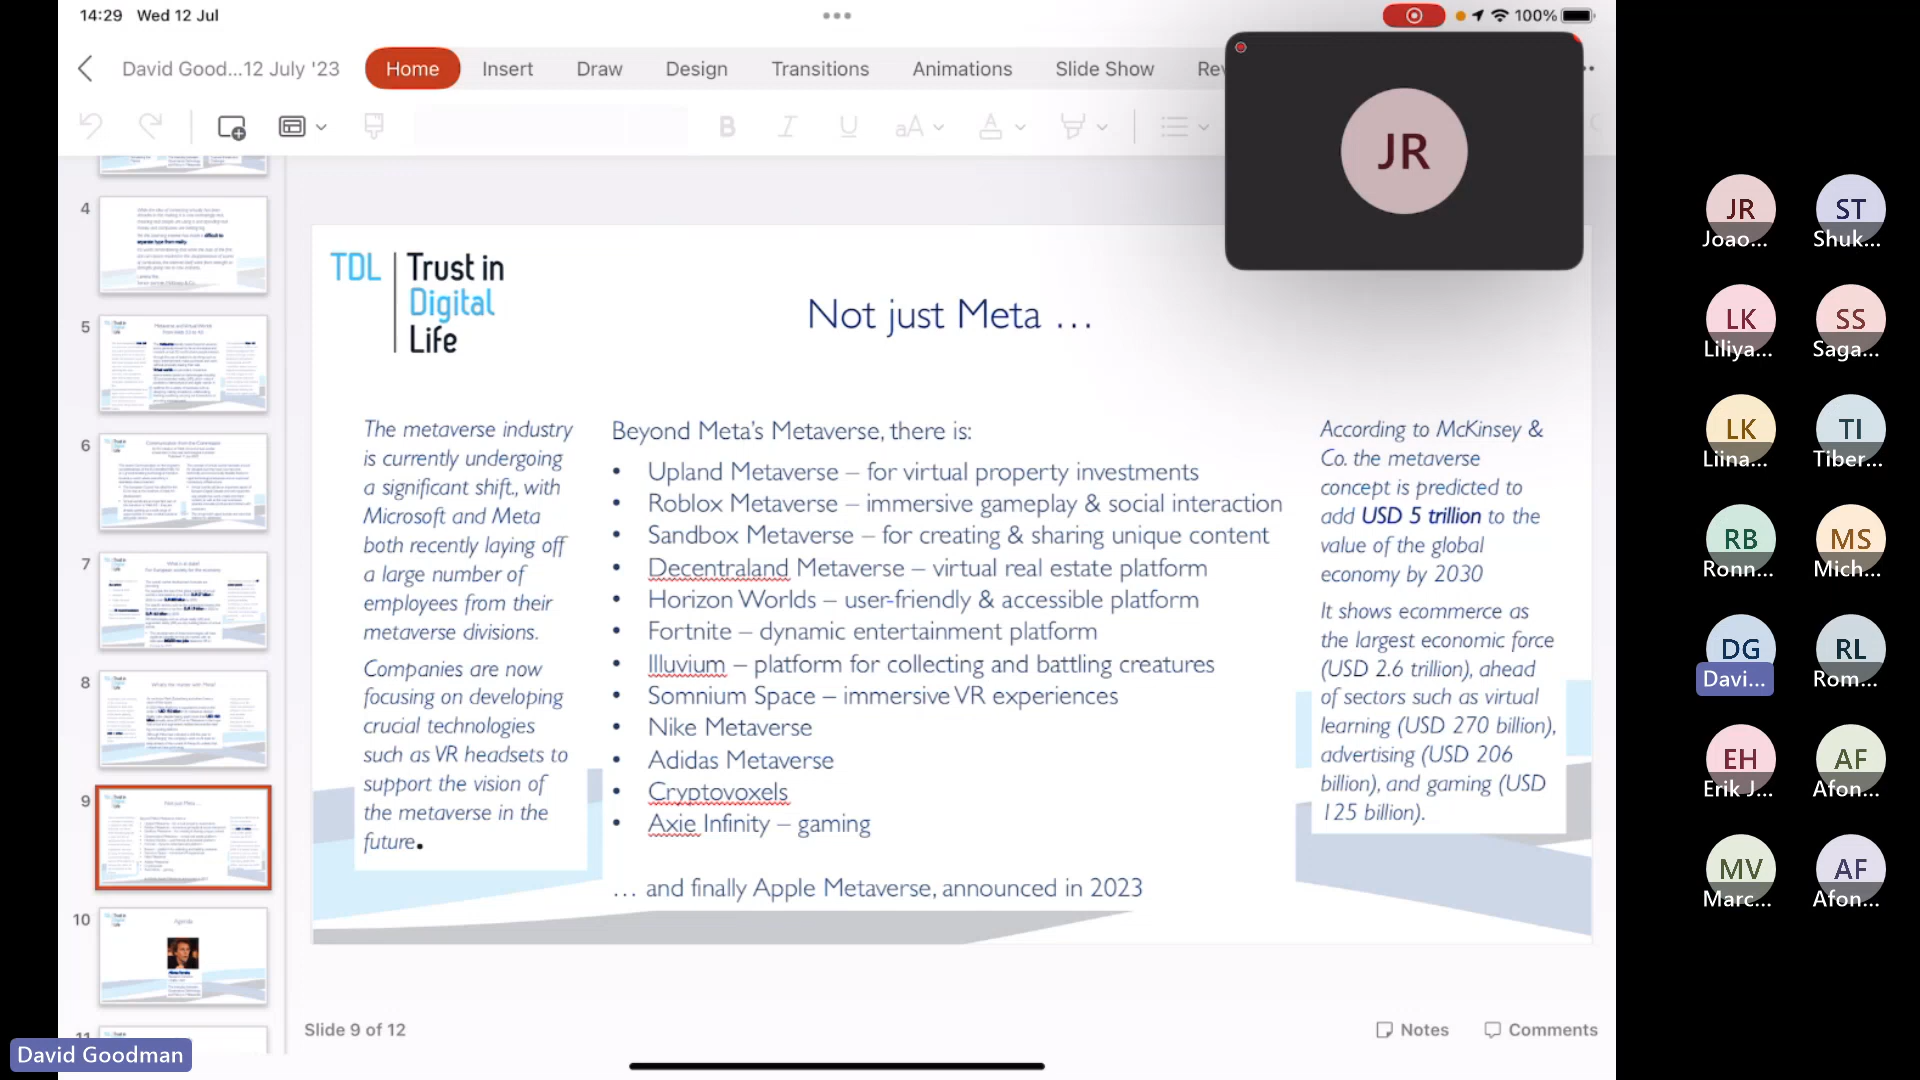 14:29 Wed 12 Jul
100%
David Good...12 July '23
Home
Insert
Draw
Design
Transitions
Animations
Slide Show
Rev
JR
TDL
Trust in
Digital
Life
Not just Meta ...
The metaverse industry
is currently undergoing
a significant shift,, with
Microsoft and Meta
both recently laying off
a large number of
employees from their
metaverse divisions.
Companies are now
focusing on developing
crucial technologies
such as VR headsets to
support the vision of
the metaverse in the
future.
Beyond Meta's Metaverse, there is:
• Upland Metaverse – for virtual property investments
• Roblox Metaverse – immersive gameplay & social interaction
• Sandbox Metaverse – for creating & sharing unique content
• Decentraland Metaverse – virtual real estate platform
• Horizon Worlds – user-friendly & accessible platform
• Fortnite – dynamic entertainment platform
• Illuvium – platform for collecting and battling creatures
• Somnium Space – immersive VR experiences
• Nike Metaverse
• Adidas Metaverse
• Cryptovoxels
• Axie Infinity – gaming
... and finally Apple Metaverse, announced in 2023
According to McKinsey &
Co. the metaverse
concept is predicted to
add USD 5 trillion to the
value of the global
economy by 2030
It shows ecommerce as
the largest economic force
(USD 2.6 trillion), ahead
of sectors such as virtual
learning (USD 270 billion),
advertising (USD 206
billion), and gaming (USD
125 billion).
4
5
6
7
8
9
10
11
Agenda
Slide 9 of 12
Notes
Comments
David Goodman
JR
Joao...
ST
Shuk...
LK
Liliya...
SS
Saga...
LK
Liina...
TI
Tiber...
RB
Ronn...
MS
Mich...
DG
Davi...
RL
Rom...
EH
Erik J...
AF
Afon...
MV
Marc...
AF
Afon...